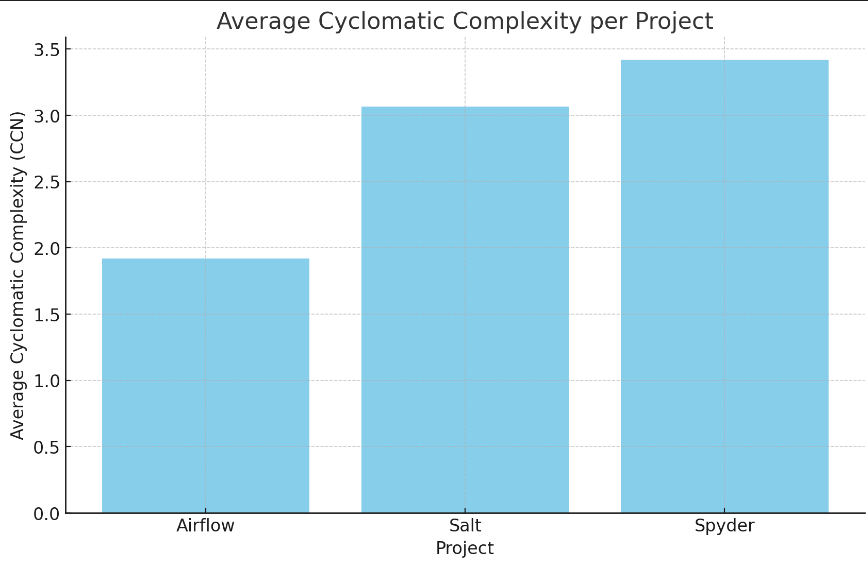 Average Cyclomatic Complexity per Project
Average Cyclomatic Complexity (CCN)
3.5
3.0
2.5
2.0
1.5
1.0
0.5
0.0
Airflow
Salt
Spyder
Project